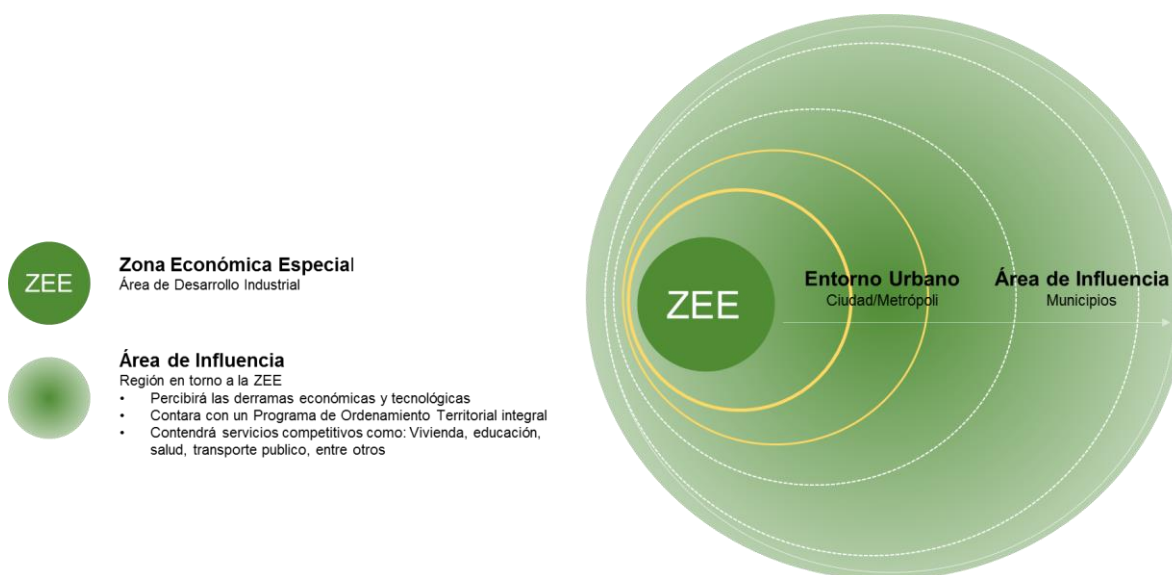 ZEE
Zona Económica Especial
Área de Desarrollo Industrial
Área de Influencia
Región en torno a la ZEE
• Percibirá las derramas económicas y tecnológicas
• Contara con un Programa de Ordenamiento Territorial integral
• Contendrá servicios competitivos como: Vivienda, educación,
salud, transporte publico, entre otros
ZEE
Entorno Urbano
Ciudad/Metrópoli
Área de Influencia
Municipios